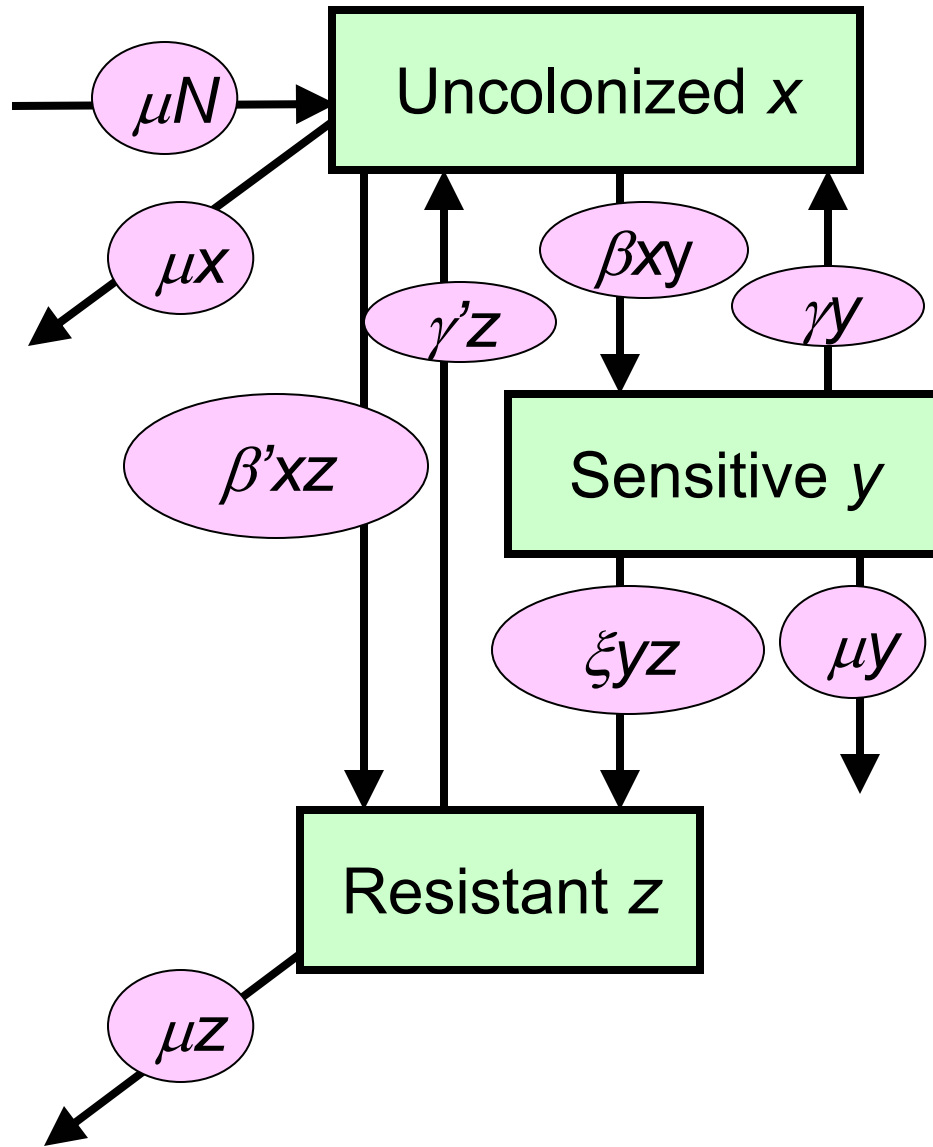 μN
Uncolonized x
μx
βxy
γ’z
γy
β’xz
Sensitive y
ξyz
μy
Resistant z
μz